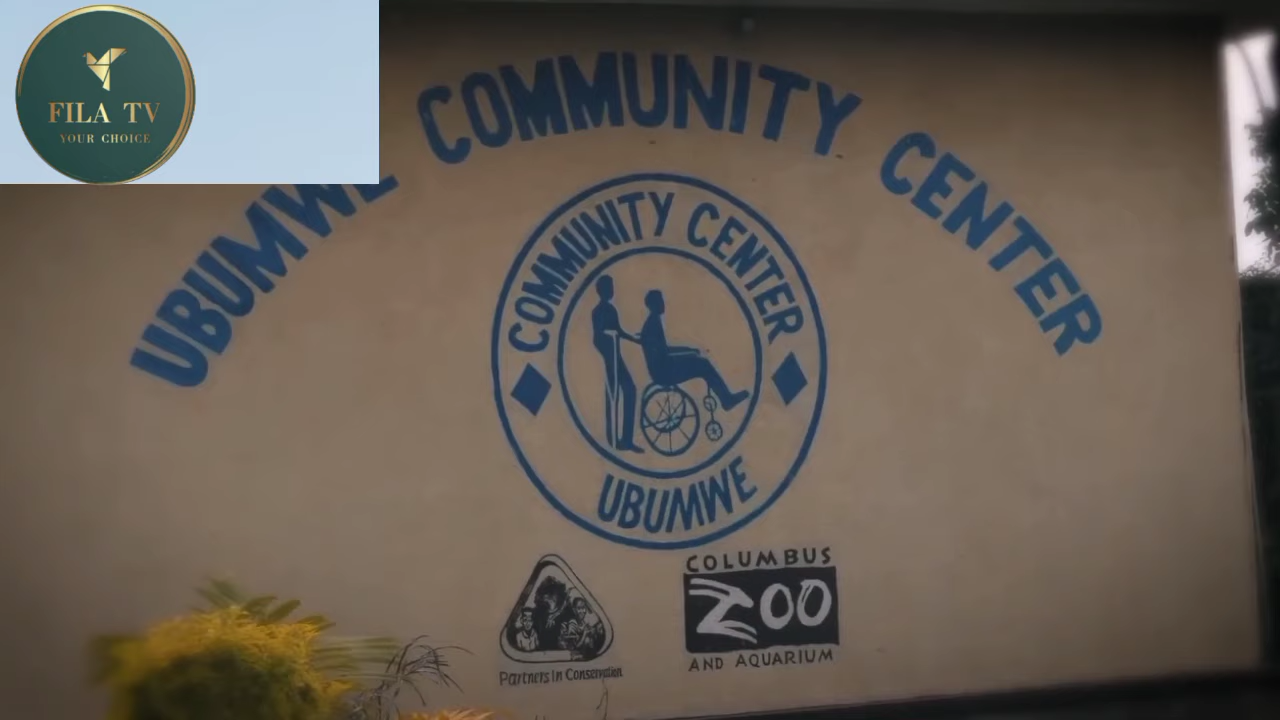 FILA TV
YOUR CHOICE
UBUMWE COMMUNITY CENTER
COMMUNITY CENTER
UBUMWE
Partners In Conservation
COLUMBUS
ZOO
AND AQUARIUM